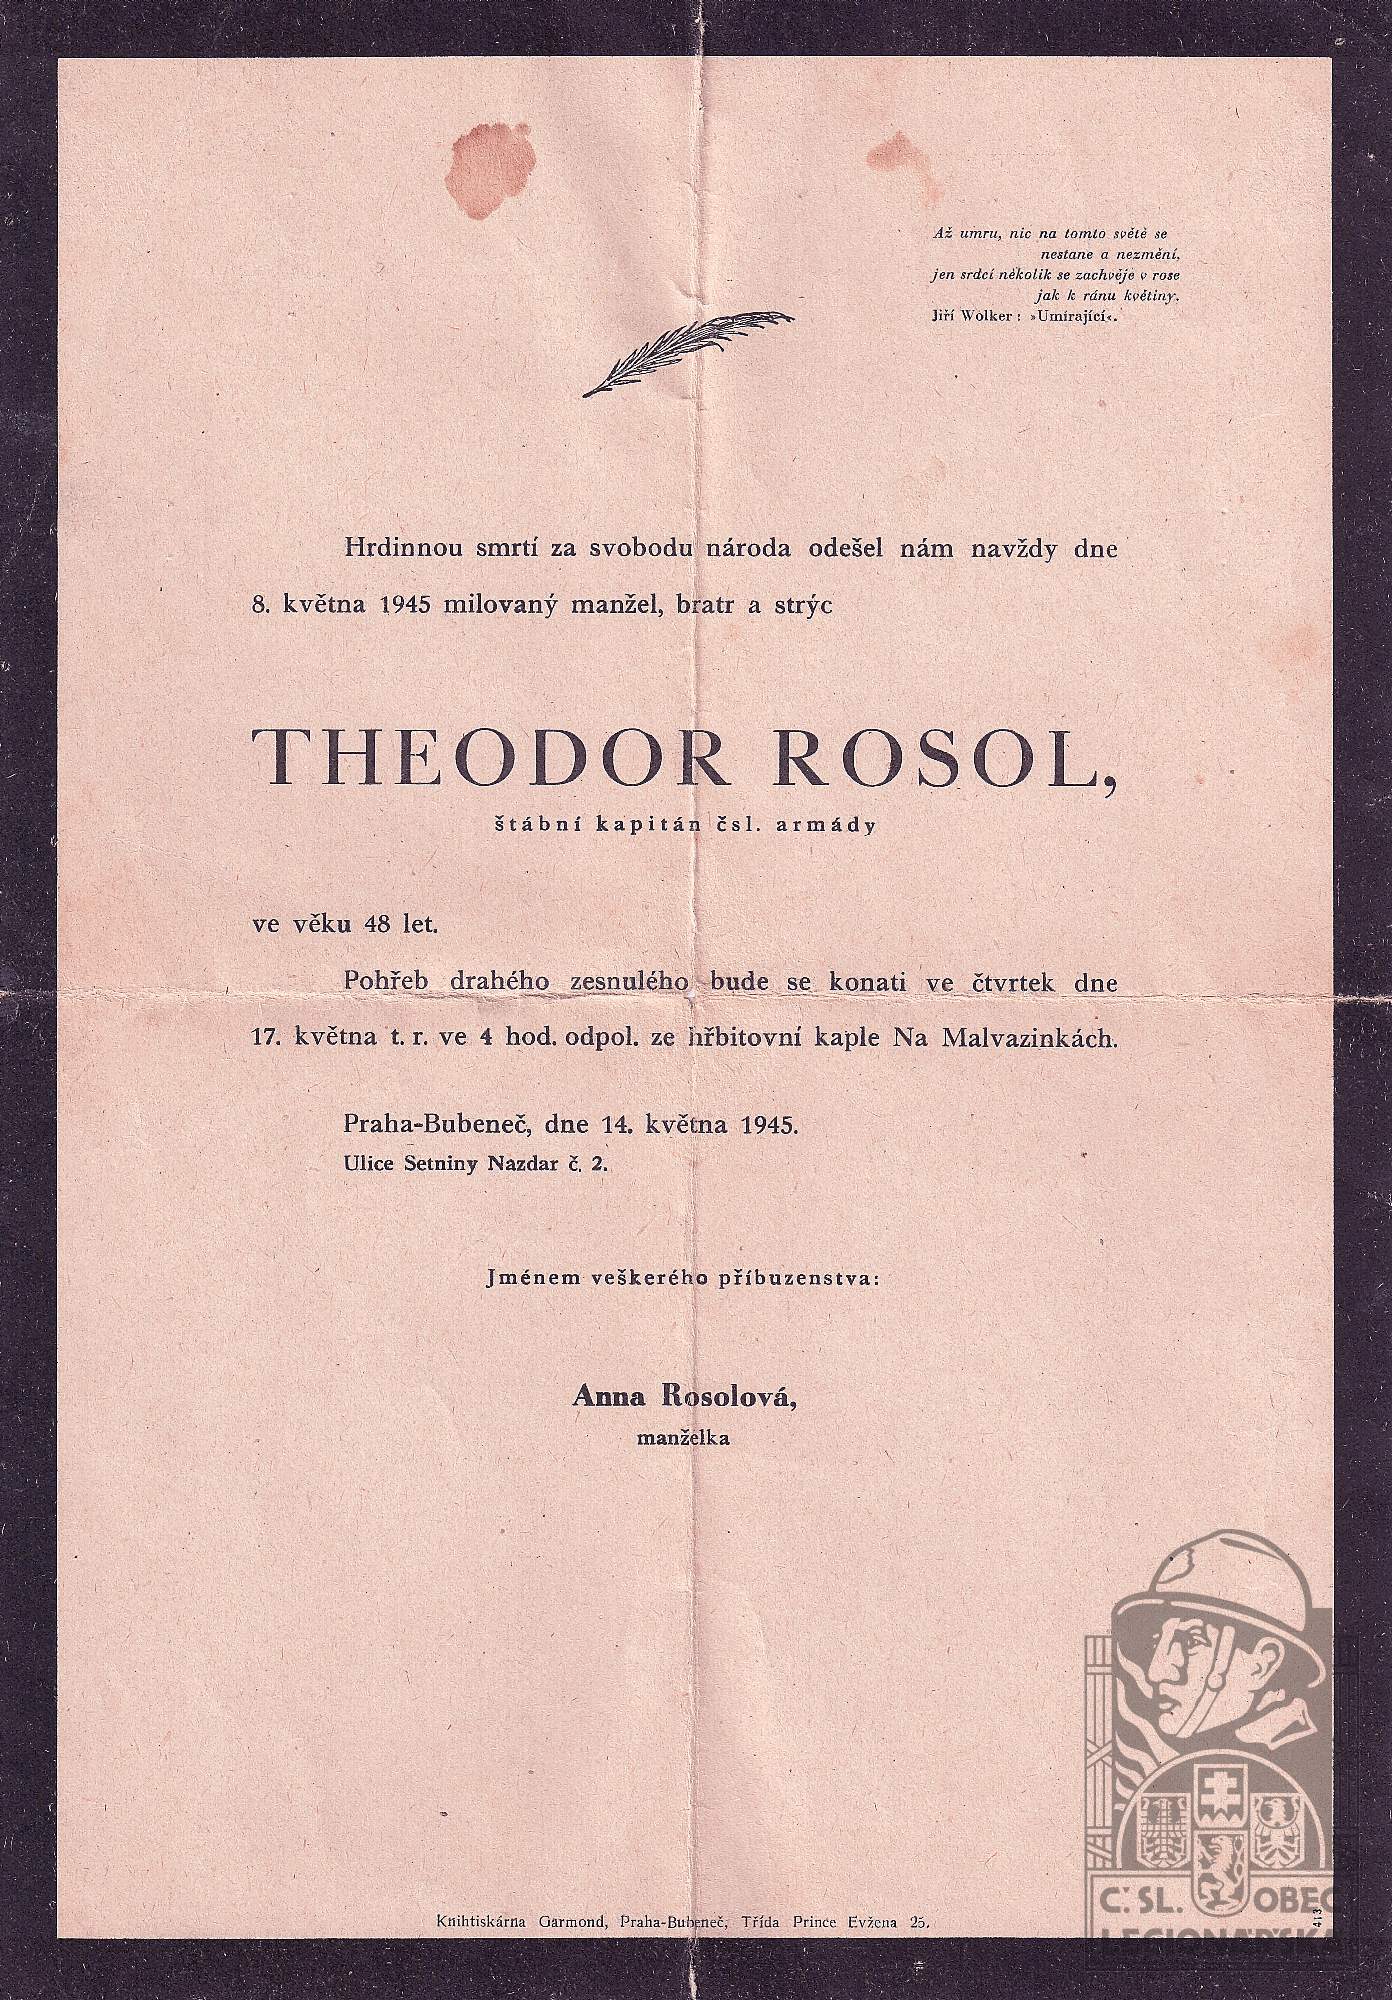 Až umru, nic na tomto světě se
nestane a nezmění,
jen srdcí několik se zachvěje v rose
jak k ránu květiny.
Jiří Wolker: »Umírající«.
Hrdinnou smrtí za svobodu národa odešel nám navždy dne
8. května 1945 milovaný manžel, bratr a strýc
THEODOR ROSOL,
štábní kapitán čsl. armády
ve věku 48 let.
Pohřeb drahého zesnulého bude se konati ve čtvrtek dne
17. května t. r. ve 4 hod. odpol. ze hřbitovní kaple Na Malvazinkách.
Praha-Bubeneč, dne 14. května 1945.
Ulice Setniny Nazdar č. 2.
Jménem veškerého příbuzenstva:
Anna Rosolová,
manželka
Knihtiskárna Garmond, Praha-Bubeneč, Třída Prince Evžena 25.
413
Č.SL. OBEC
LEGIONÁŘSKÁ